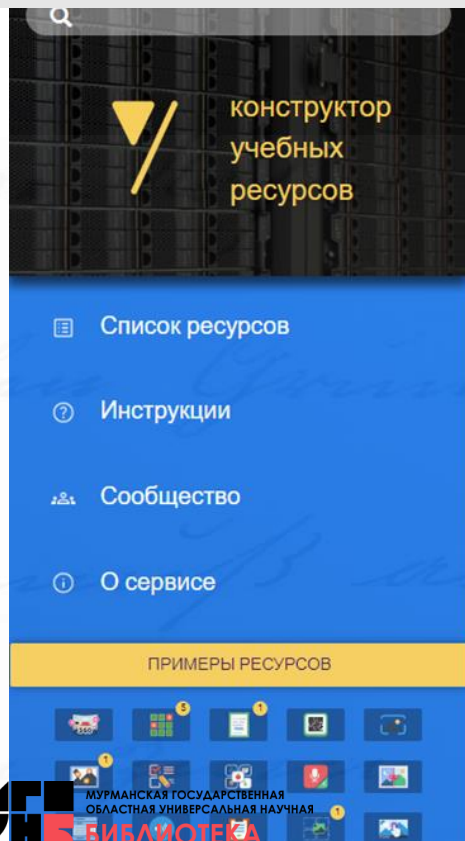 конструктор
учебных
ресурсов
Список ресурсов
Инструкции
Сообщество
О сервисе
ПРИМЕРЫ РЕСУРСОВ
5
1
360
1
МУРМАНСКАЯ ГОСУДАРСТВЕННАЯ
ОБЛАСТНАЯ УНИВЕРСАЛЬНАЯ НАУЧНАЯ
БИБЛИОТЕКА
1